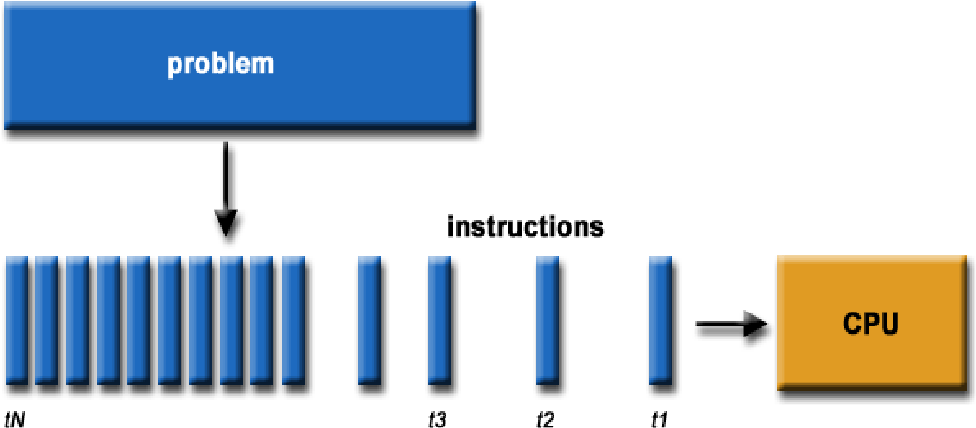 problem
instructions
CPU
tN t3 t2 t1